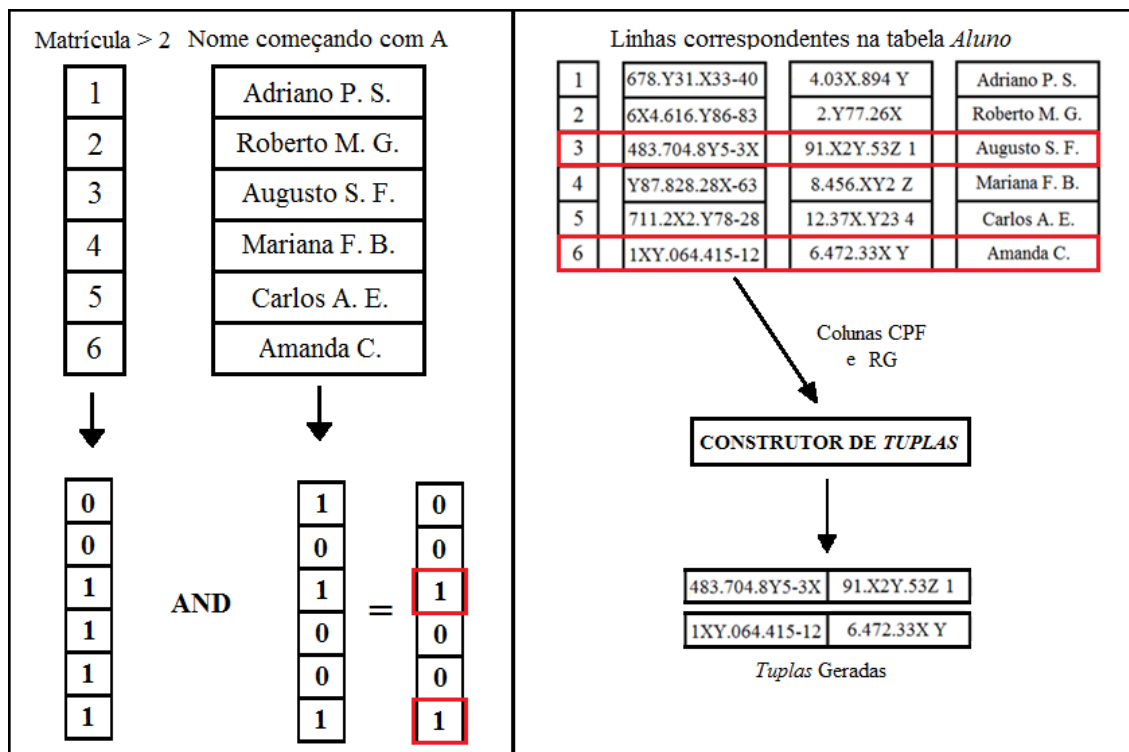 Matrícula > 2 Nome começando com A
1 Adriano P. S.
2 Roberto M. G.
3 Augusto S. F.
4 Mariana F. B.
5 Carlos A. E.
6 Amanda C.
0 1 0
0 0 0
1 1 1
AND =
1 0 0
1 0 0
1 1 1
Linhas correspondentes na tabela Aluno
1 678.Y31.X33-40 4.03X.894 Y Adriano P. S.
2 6X4.616.Y86-83 2.Y77.26X Roberto M. G.
3 483.704.8Y5-3X 91.X2Y.53Z 1 Augusto S. F.
4 Y87.828.28X-63 8.456.XY2 Z Mariana F. B.
5 711.2X2.Y78-28 12.37X.Y23 4 Carlos A. E.
6 1XY.064.415-12 6.472.33X Y Amanda C.
Colunas CPF
e RG
CONSTRUTOR DE TUPLAS
483.704.8Y5-3X 91.X2Y.53Z 1
1XY.064.415-12 6.472.33X Y
Tuplas Geradas